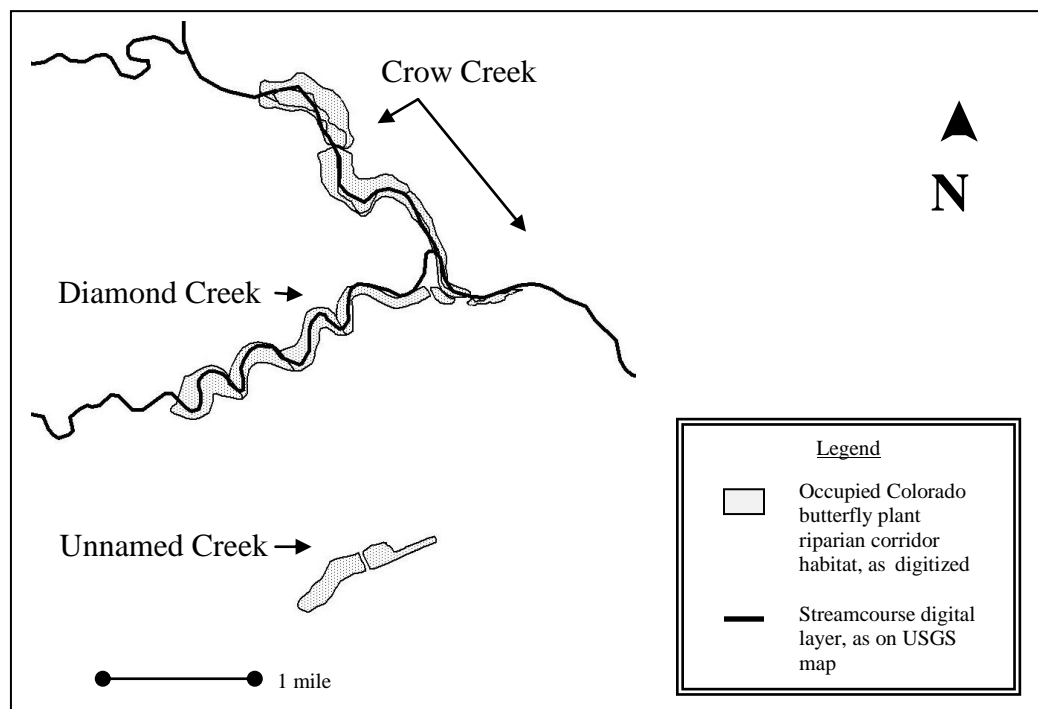 Crow Creek
N
Diamond Creek
Unnamed Creek
1 mile
Legend
Occupied Colorado
butterfly plant
riparian corridor
habitat, as digitized
Streamcourse digital
layer, as on USGS
map